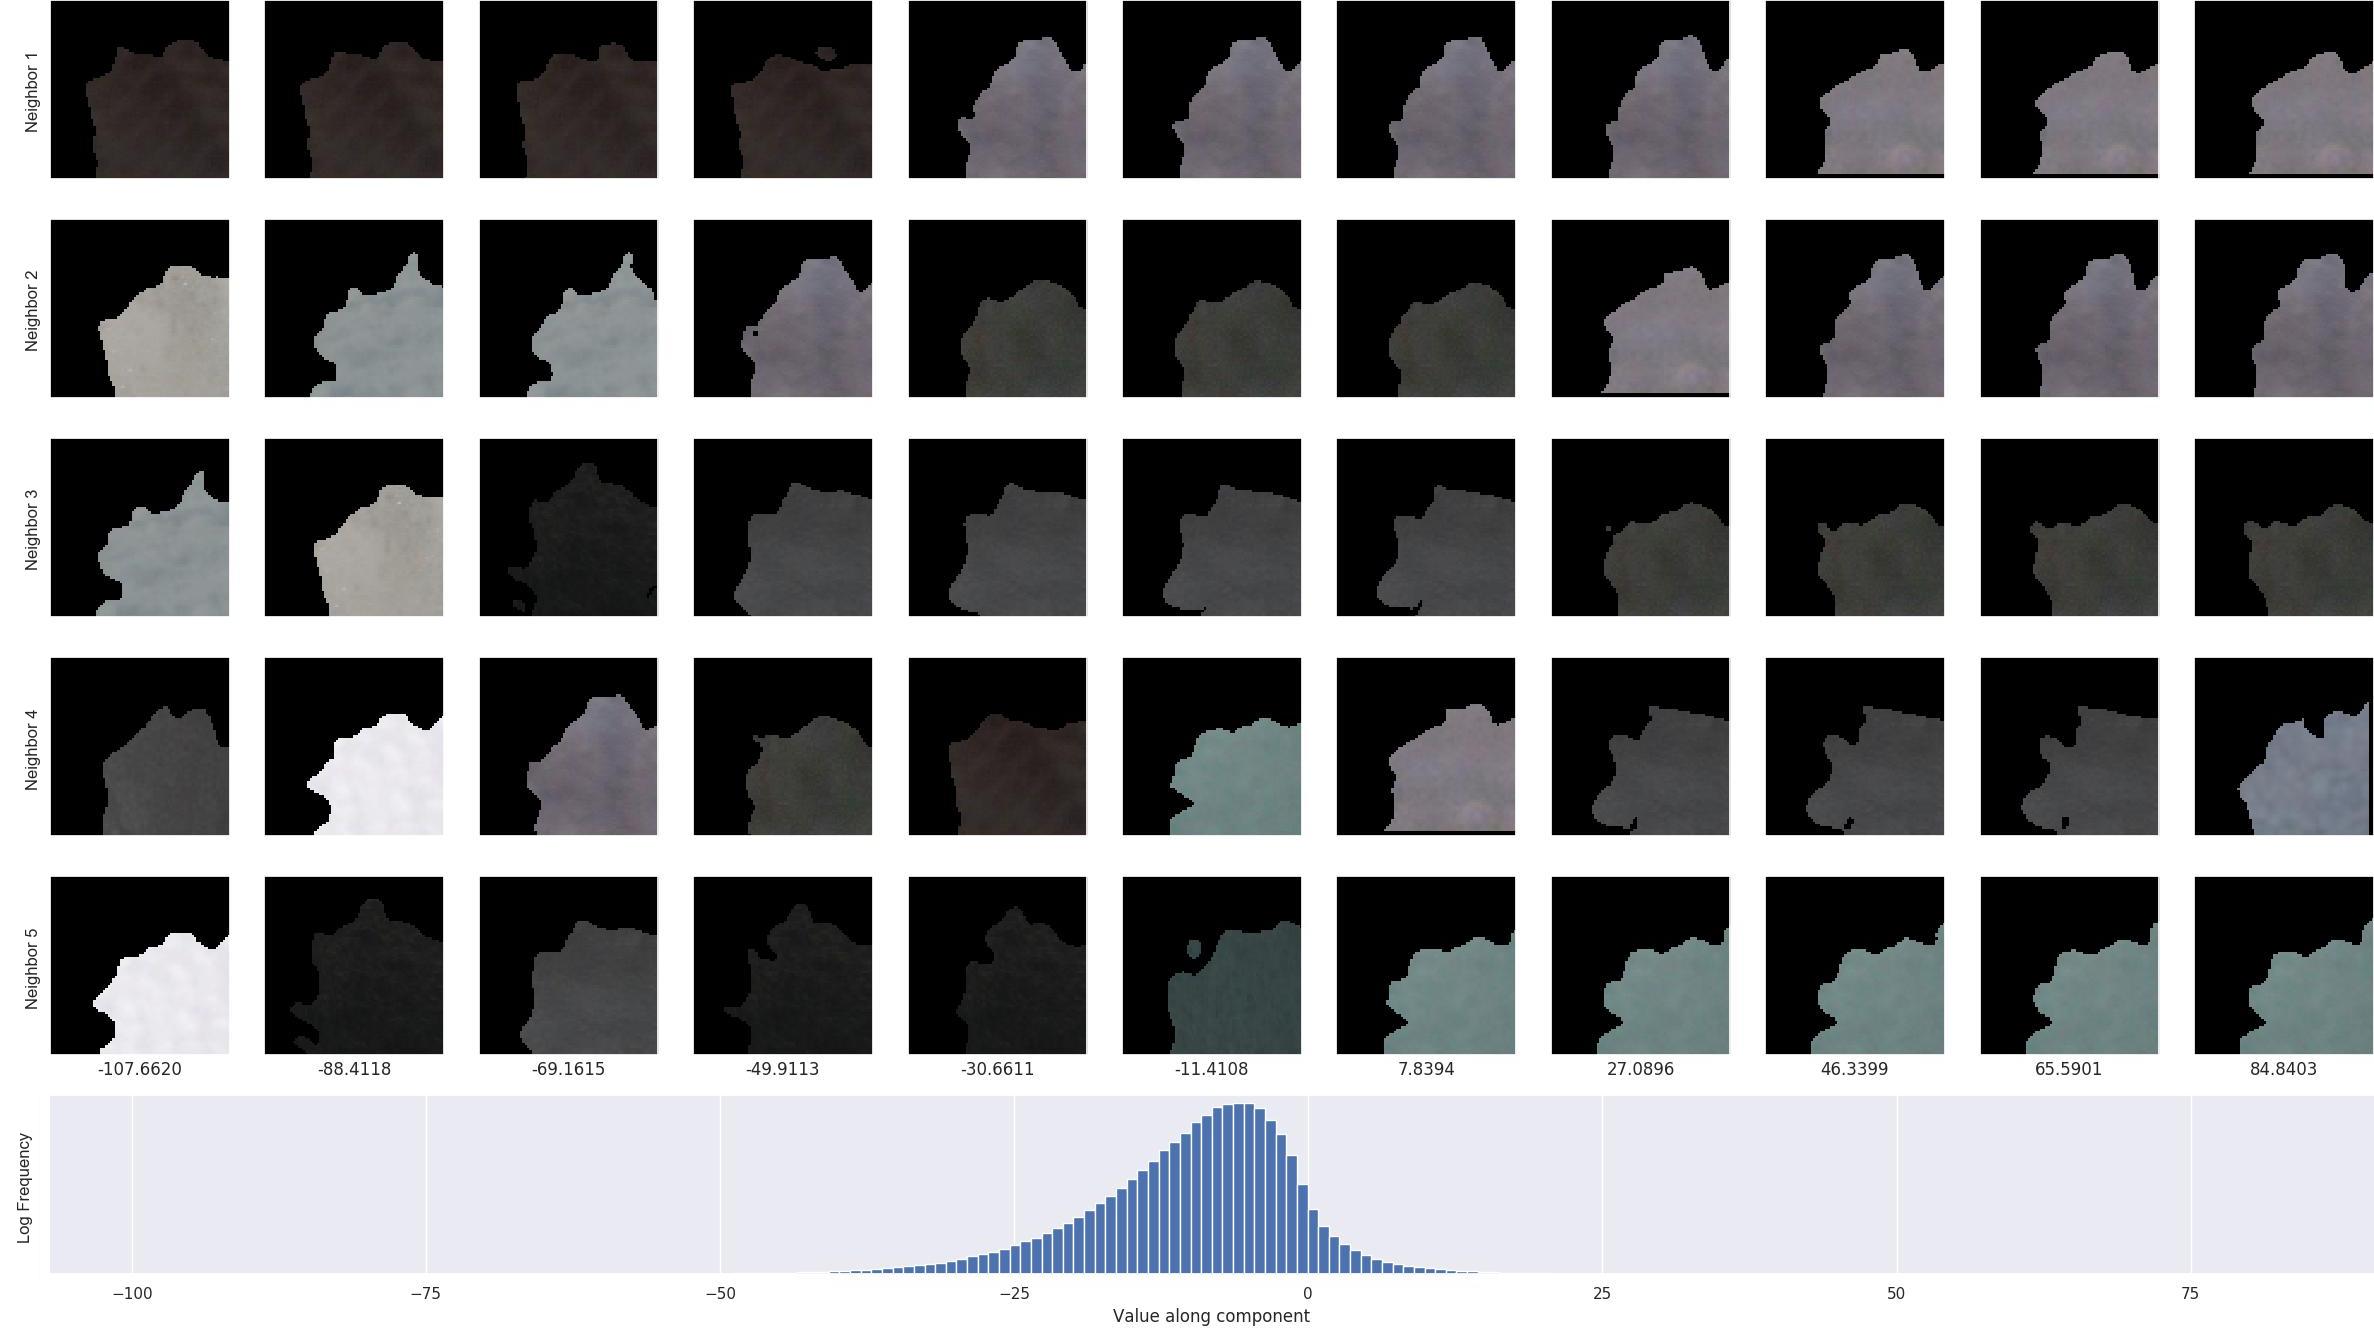 Neighbor 1
Neighbor 2
Neighbor 3
Neighbor 4
Neighbor 5
-107.6620 -88.4118 -69.1615 -49.9113 -30.6611 -11.4108 7.8394 27.0896 46.3399 65.5901 84.8403
Log Frequency
−100 −75 −50 −25 0 25 50 75
Value along component